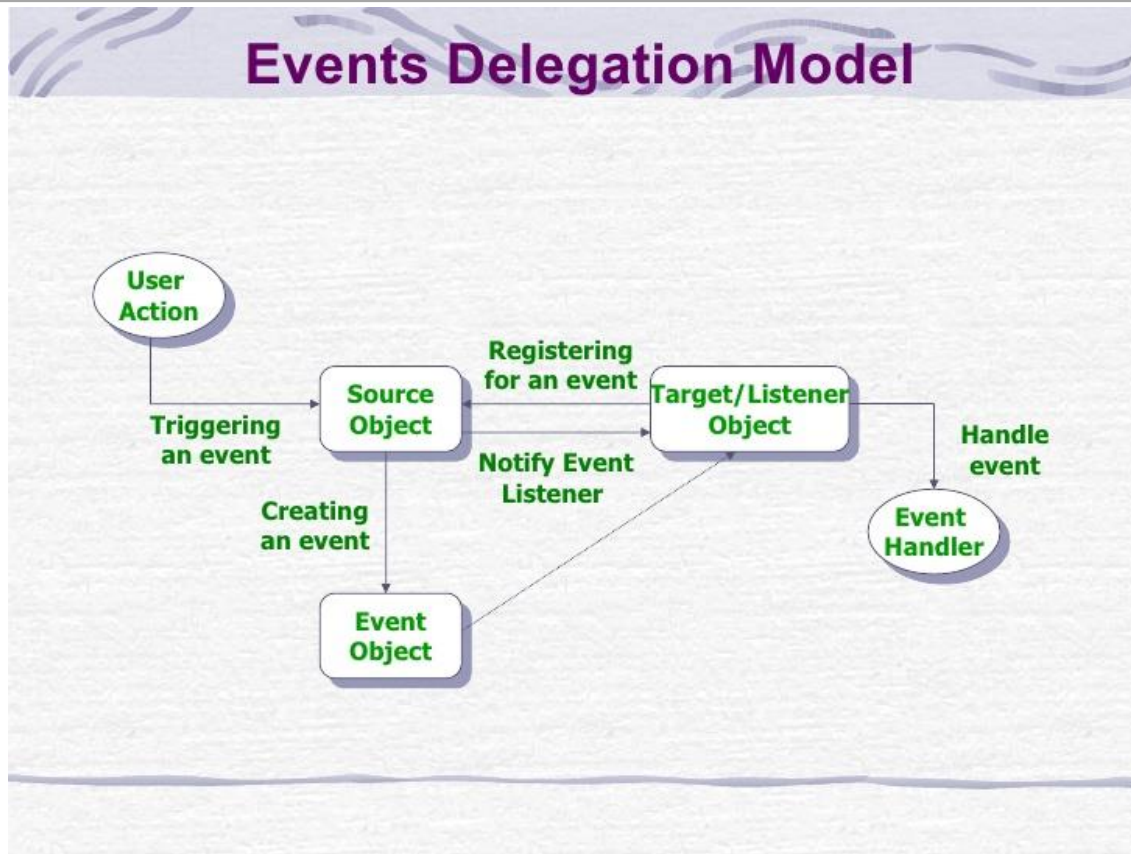 Events Delegation Model
User
Action
Registering
for an event
Source
Object
Target/Listener
Object
Triggering
an event
Notify Event
Listener
Handle
event
Creating
an event
Event
Handler
Event
Object